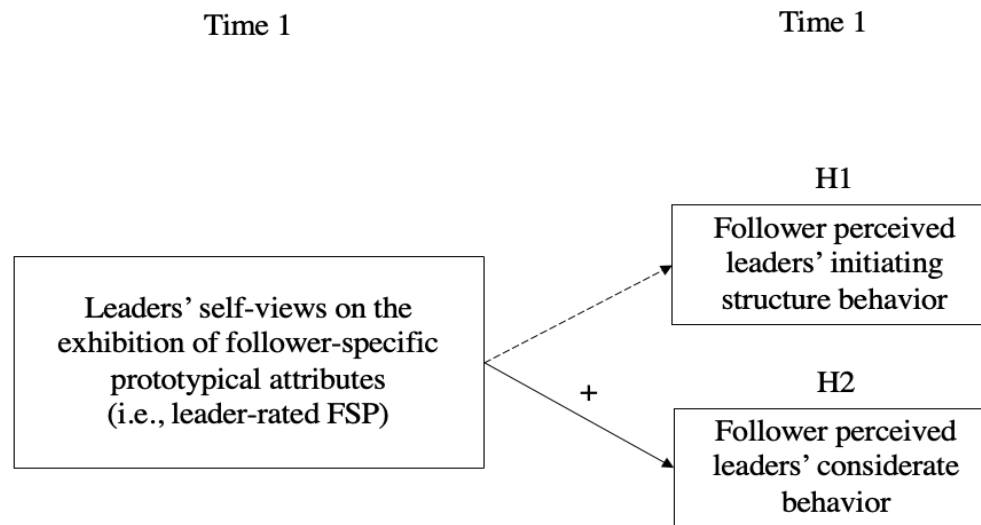 Time 1
Time 1
H1
Follower perceived
leaders’ initiating
structure behavior
Leaders’ self-views on the
exhibition of follower-specific
prototypical attributes
(i.e., leader-rated FSP)
+
H2
Follower perceived
leaders’ considerate
behavior